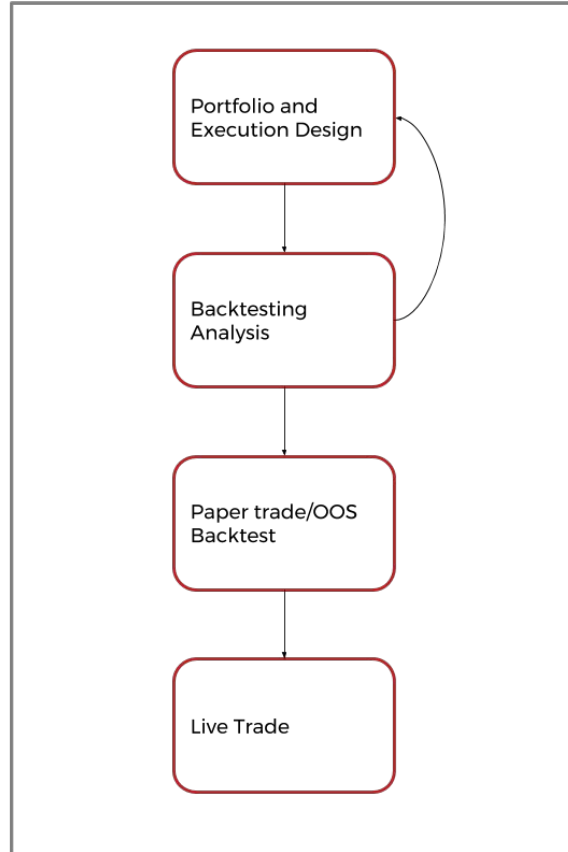 Portfolio and
Execution Design
Backtesting
Analysis
Paper trade/OOS
Backtest
Live Trade